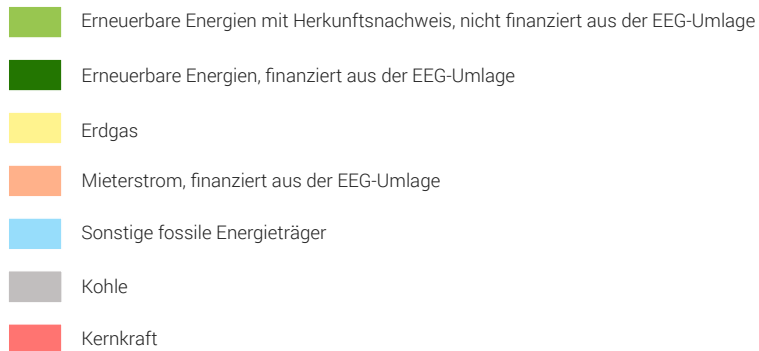 Erneuerbare Energien mit Herkunftsnachweis, nicht finanziert aus der EEG-Umlage
Erneuerbare Energien, finanziert aus der EEG-Umlage
Erdgas
Mieterstrom, finanziert aus der EEG-Umlage
Sonstige fossile Energieträger
Kohle
Kernkraft